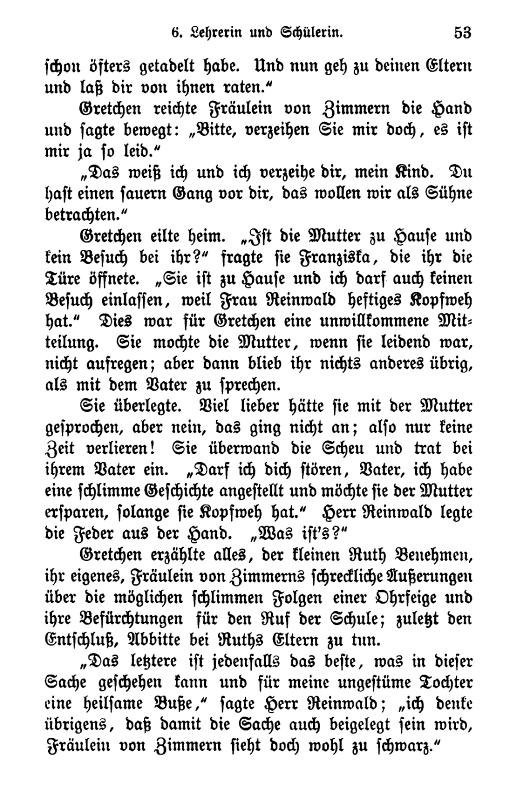 6. Lehrerin und Schülerin. 53
schon öfters getadelt habe. Und nun geh zu deinen Eltern
und laß dir von ihnen raten.“
Gretchen reichte Fräulein von Zimmern die Hand
und sagte bewegt: „Bitte, verzeihen Sie mir doch, es ist
mir ja so leid.“
„Das weiß ich und ich verzeihe dir, mein Kind. Du
hast einen sauern Gang vor dir, das wollen wir als Sühne
betrachten.“
Gretchen eilte heim. „Ist die Mutter zu Hause und
kein Besuch bei ihr?“ fragte sie Franziska, die ihr die
Türe öffnete. „Sie ist zu Hause und ich darf auch keinen
Besuch einlassen, weil Frau Reinwald heftiges Kopfweh
hat.“ Dies war für Gretchen eine unwillkommene Mit-
teilung. Sie mochte die Mutter, wenn sie leidend war,
nicht aufregen; aber dann blieb ihr nichts anderes übrig,
als mit dem Vater zu sprechen.
Sie überlegte. Viel lieber hätte sie mit der Mutter
gesprochen, aber nein, das ging nicht an; also nur keine
Zeit verlieren! Sie überwand die Scheu und trat bei
ihrem Vater ein. „Darf ich dich stören, Vater, ich habe
eine schlimme Geschichte angestellt und möchte sie der Mutter
ersparen, solange sie Kopfweh hat.“ Herr Reinwald legte
die Feder aus der Hand. „Was ist's?“
Gretchen erzählte alles, der kleinen Ruth Benehmen,
ihr eigenes, Fräulein von Zimmerns schreckliche Äußerungen
über die möglichen schlimmen Folgen einer Ohrfeige und
ihre Befürchtungen für den Ruf der Schule; zuletzt den
Entschluß, Abbitte bei Ruths Eltern zu tun.
„Das letztere ist jedenfalls das beste, was in dieser
Sache geschehen kann und für meine ungestüme Tochter
eine heilsame Buße,“ sagte Herr Reinwald; „ich denke
übrigens, daß damit die Sache auch beigelegt sein wird,
Fräulein von Zimmern sieht doch wohl zu schwarz.“